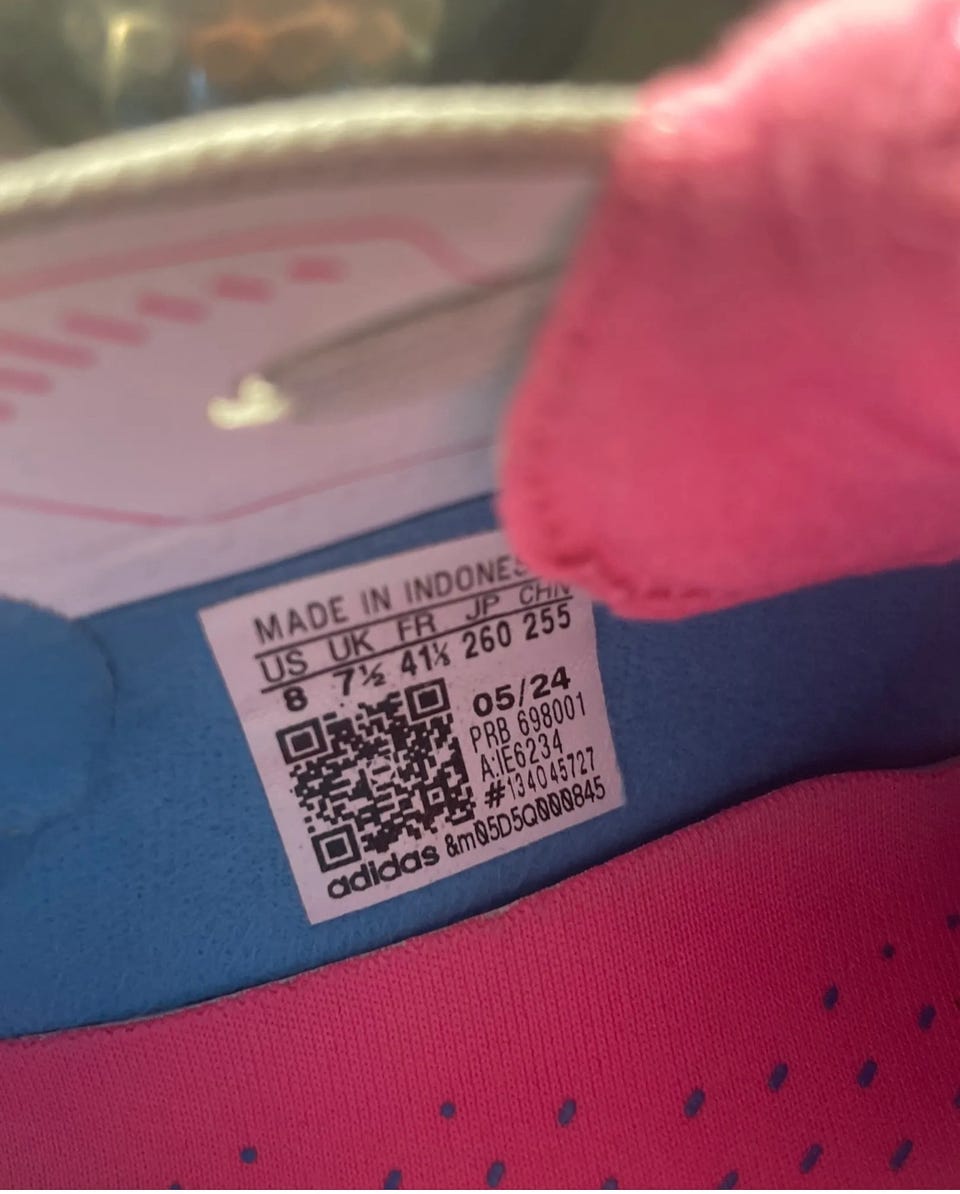 MADE IN INDONES
US UK FR JP CHN
8 7½ 41⅓ 260 255
05/24
PRB 698001
A:IE6234
#134045727
adidas &m05D5Q000845